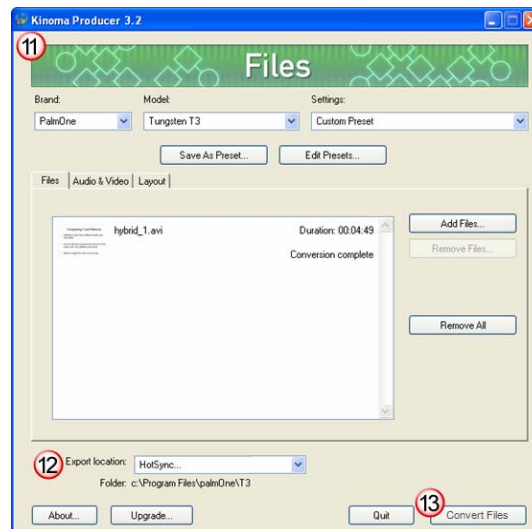 Kinoma Producer 3.2
11
Files
Brand: Model: Settings:
PalmOne Tungsten T3 Custom Preset
Save As Preset... Edit Presets...
Files Audio & Video Layout
hybrid_1.avi Duration: 00:04:49
Conversion complete
Add Files...
Remove Files...
Remove All
12 Export location: HotSync...
Folder: c:\Program Files\palmOne\T3
About... Upgrade... Quit 13 Convert Files